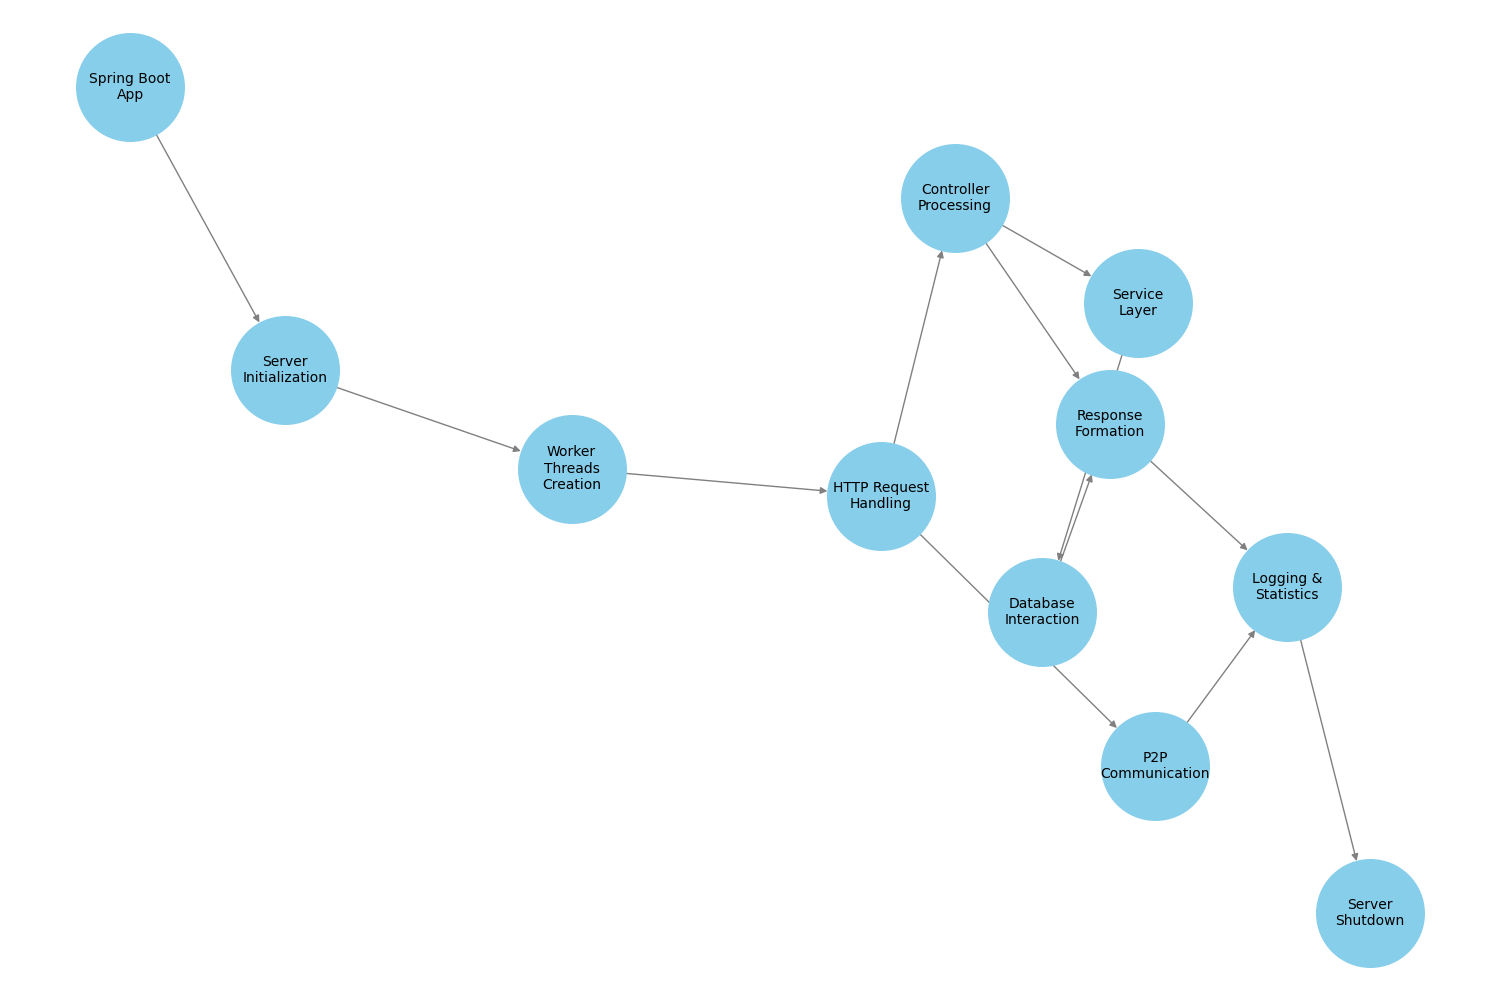 Spring Boot
App
Controller
Processing
Service
Layer
Server
Initialization
Response
Formation
Worker
Threads
Creation
HTTP Request
Handling
Logging &
Statistics
Database
Interaction
P2P
Communication
Server
Shutdown